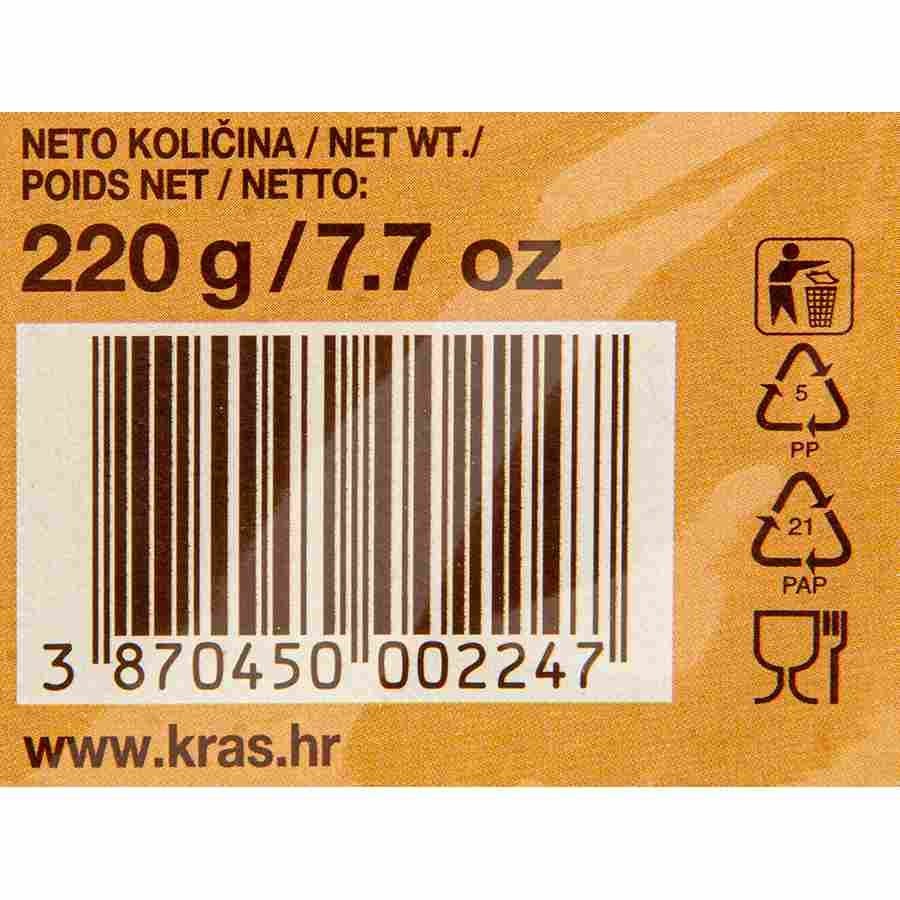 NETO KOLIČINA / NET WT./
POIDS NET / NETTO:
220 g / 7.7 oz
5
PP
21
PAP
3 870450 002247
www.kras.hr